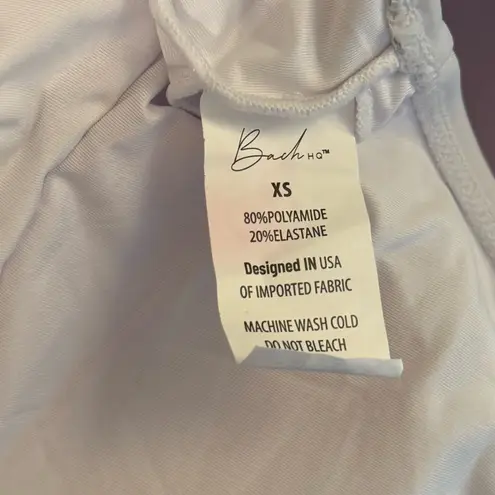 Bach HQ™
XS
80%POLYAMIDE
20%ELASTANE
Designed IN USA
OF IMPORTED FABRIC
MACHINE WASH COLD
DO NOT BLEACH